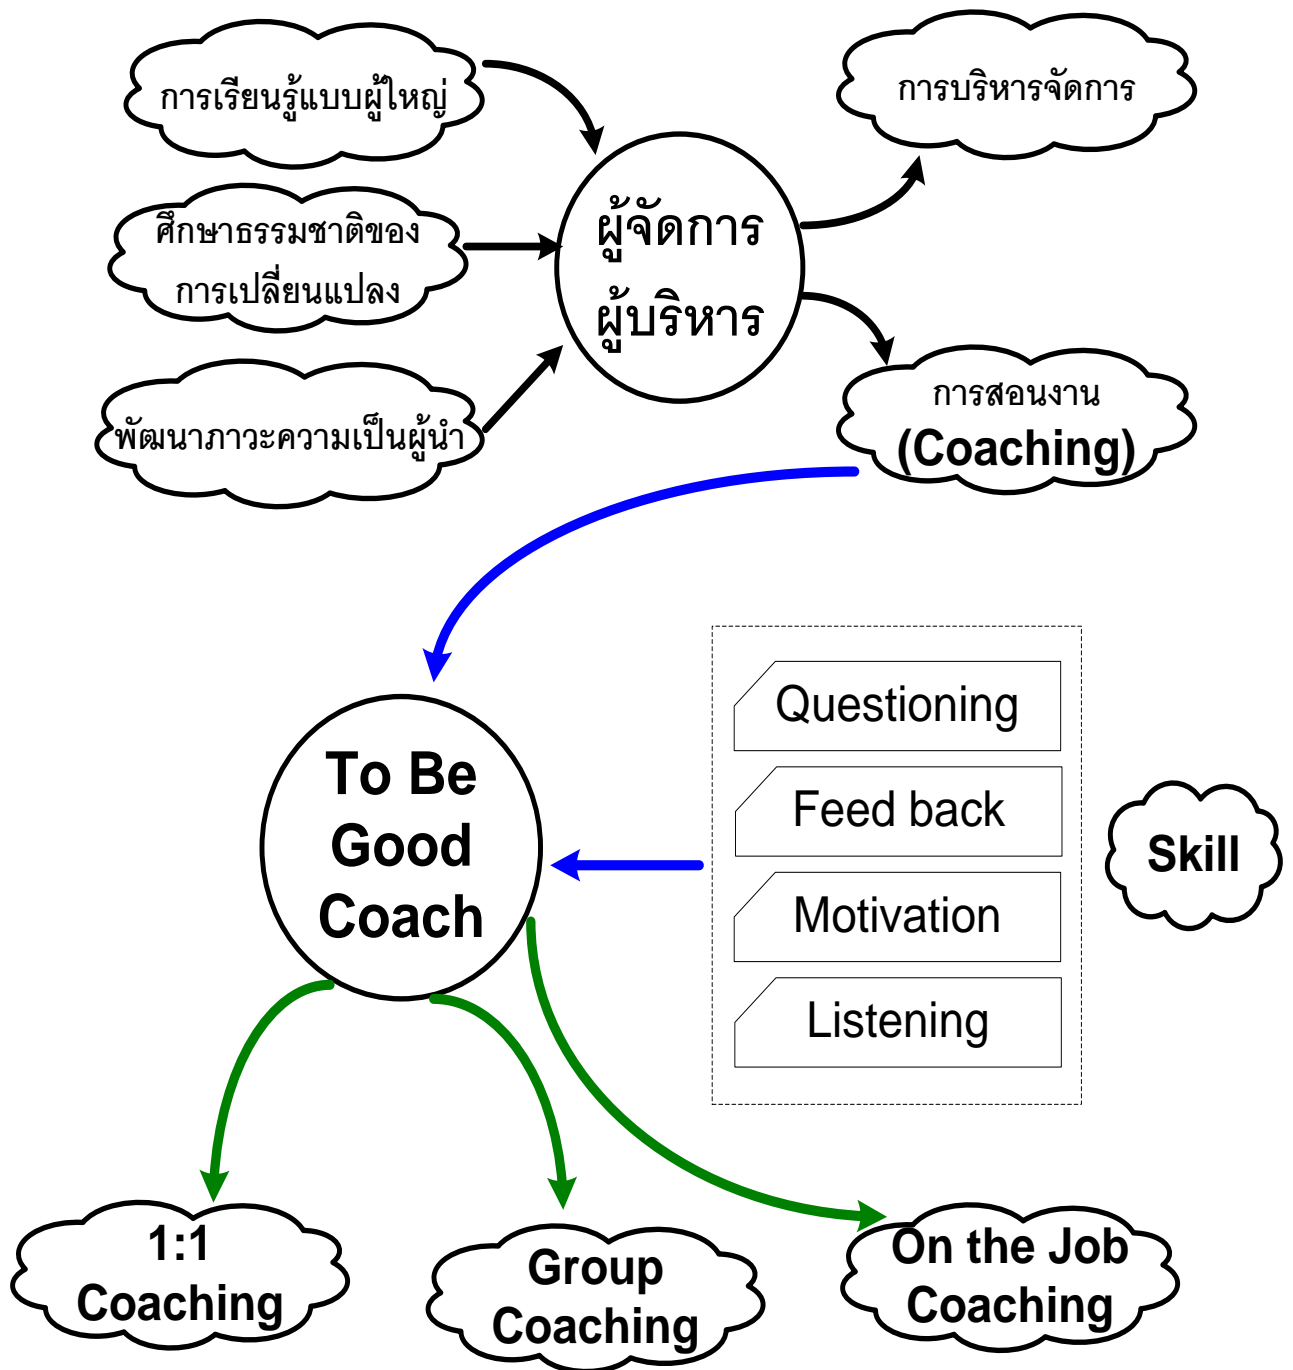 การเรียนรู้แบบผู้ใหญ่
การบริหารจัดการ
ศึกษาธรรมชาติของ
การเปลี่ยนแปลง
ผู้จัดการ
ผู้บริหาร
พัฒนาภาวะความเป็นผู้นำ
การสอนงาน
(Coaching)
To Be
Good
Coach
Questioning
Feed back
Motivation
Listening
Skill
1:1
Coaching
Group
Coaching
On the Job
Coaching